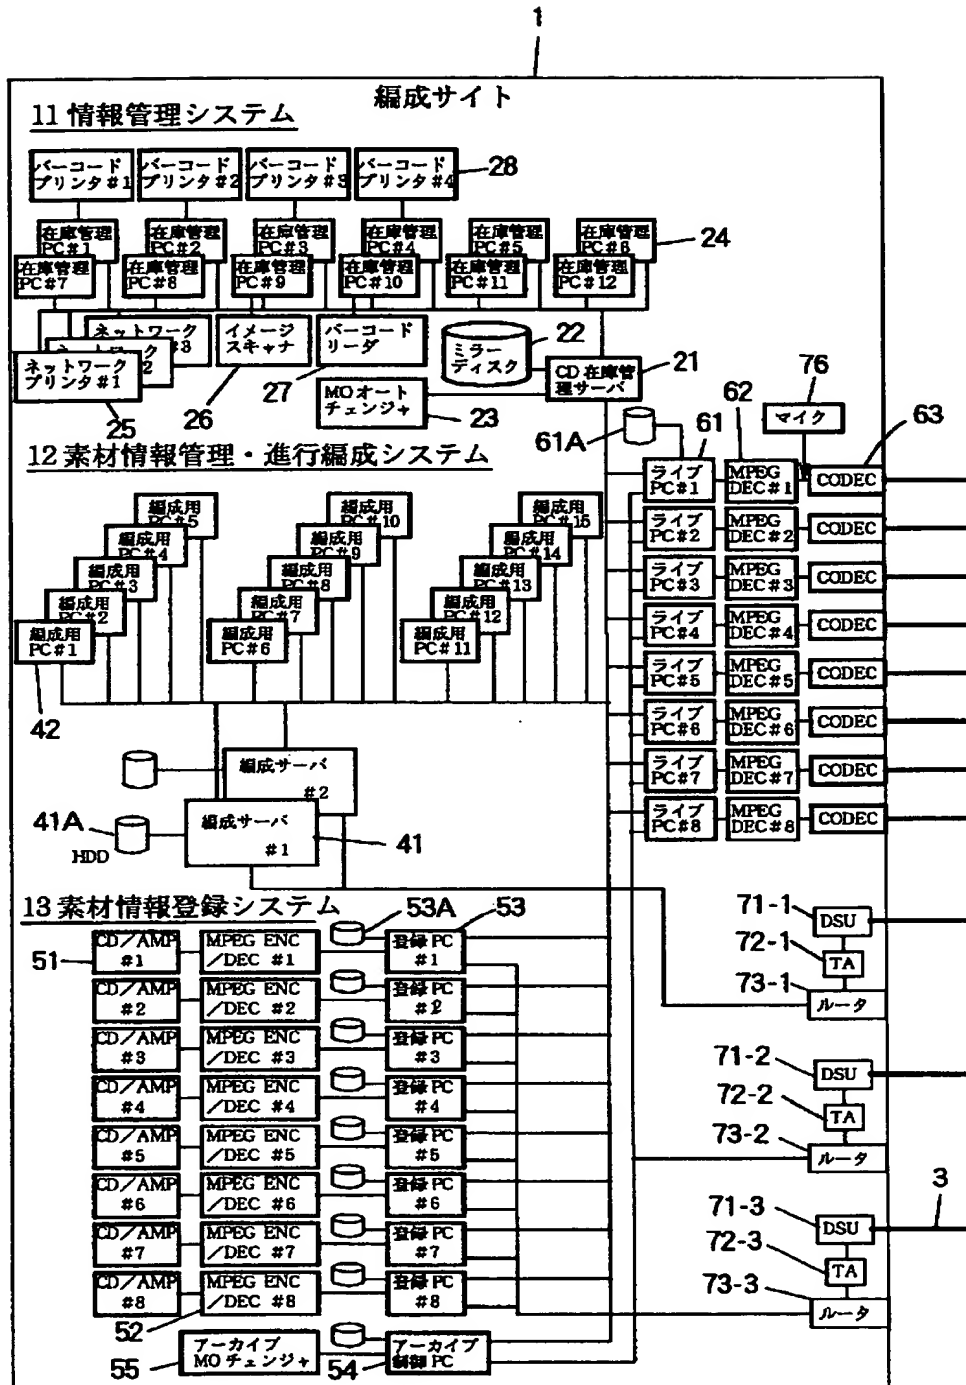 1
編成サイト
11 情報管理システム
バーコード
プリンタ#1
バーコード
プリンタ#2
バーコード
プリンタ#3
バーコード
プリンタ#4
28
在庫管理
PC#1
在庫管理
PC#2
在庫管理
PC#3
在庫管理
PC#4
在庫管理
PC#5
在庫管理
PC#6
24
在庫管理
PC#7
在庫管理
PC#8
在庫管理
PC#9
在庫管理
PC#10
在庫管理
PC#11
在庫管理
PC#12
ネットワーク
#3
ネットワーク
2
ネットワーク
プリンタ#1
25
イメージ
スキャナ
26
バーコード
リーダ
27
ミラー
ディスク
22
CD在庫管
理サーバ
21
MOオート
チェンジャ
23
61A
61
62
76
マイク
63
12 素材情報管理・進行編成システム
ライブ
PC#1
MPEG
DEC#1
CODEC
ライブ
PC#2
MPEG
DEC#2
CODEC
ライブ
PC#3
MPEG
DEC#3
CODEC
ライブ
PC#4
MPEG
DEC#4
CODEC
ライブ
PC#5
MPEG
DEC#5
CODEC
ライブ
PC#6
MPEG
DEC#6
CODEC
ライブ
PC#7
MPEG
DEC#7
CODEC
ライブ
PC#8
MPEG
DEC#8
CODEC
編成用
PC#5
編成用
PC#4
編成用
PC#3
編成用
PC#2
編成用
PC#1
編成用
PC#10
編成用
PC#9
編成用
PC#8
編成用
PC#7
編成用
PC#6
編成用
PC#15
編成用
PC#14
編成用
PC#13
編成用
PC#12
編成用
PC#11
42
編成サーバ
#2
編成サーバ
#1
41
41A
HDD
13 素材情報登録システム
53A
53
51
CD/AMP
#1
MPEG ENC
/DEC #1
登録PC
#1
CD/AMP
#2
MPEG ENC
/DEC #2
登録PC
#2
CD/AMP
#3
MPEG ENC
/DEC #3
登録PC
#3
CD/AMP
#4
MPEG ENC
/DEC #4
登録PC
#4
CD/AMP
#5
MPEG ENC
/DEC #5
登録PC
#5
CD/AMP
#6
MPEG ENC
/DEC #6
登録PC
#6
CD/AMP
#7
MPEG ENC
/DEC #7
登録PC
#7
CD/AMP
#8
MPEG ENC
/DEC #8
登録PC
#8
52
アーカイブ
MOチェンジャ
55
アーカイブ
制御PC
54
71-1
DSU
72-1
TA
73-1
ルータ
71-2
DSU
72-2
TA
73-2
ルータ
71-3
DSU
3
72-3
TA
73-3
ルータ